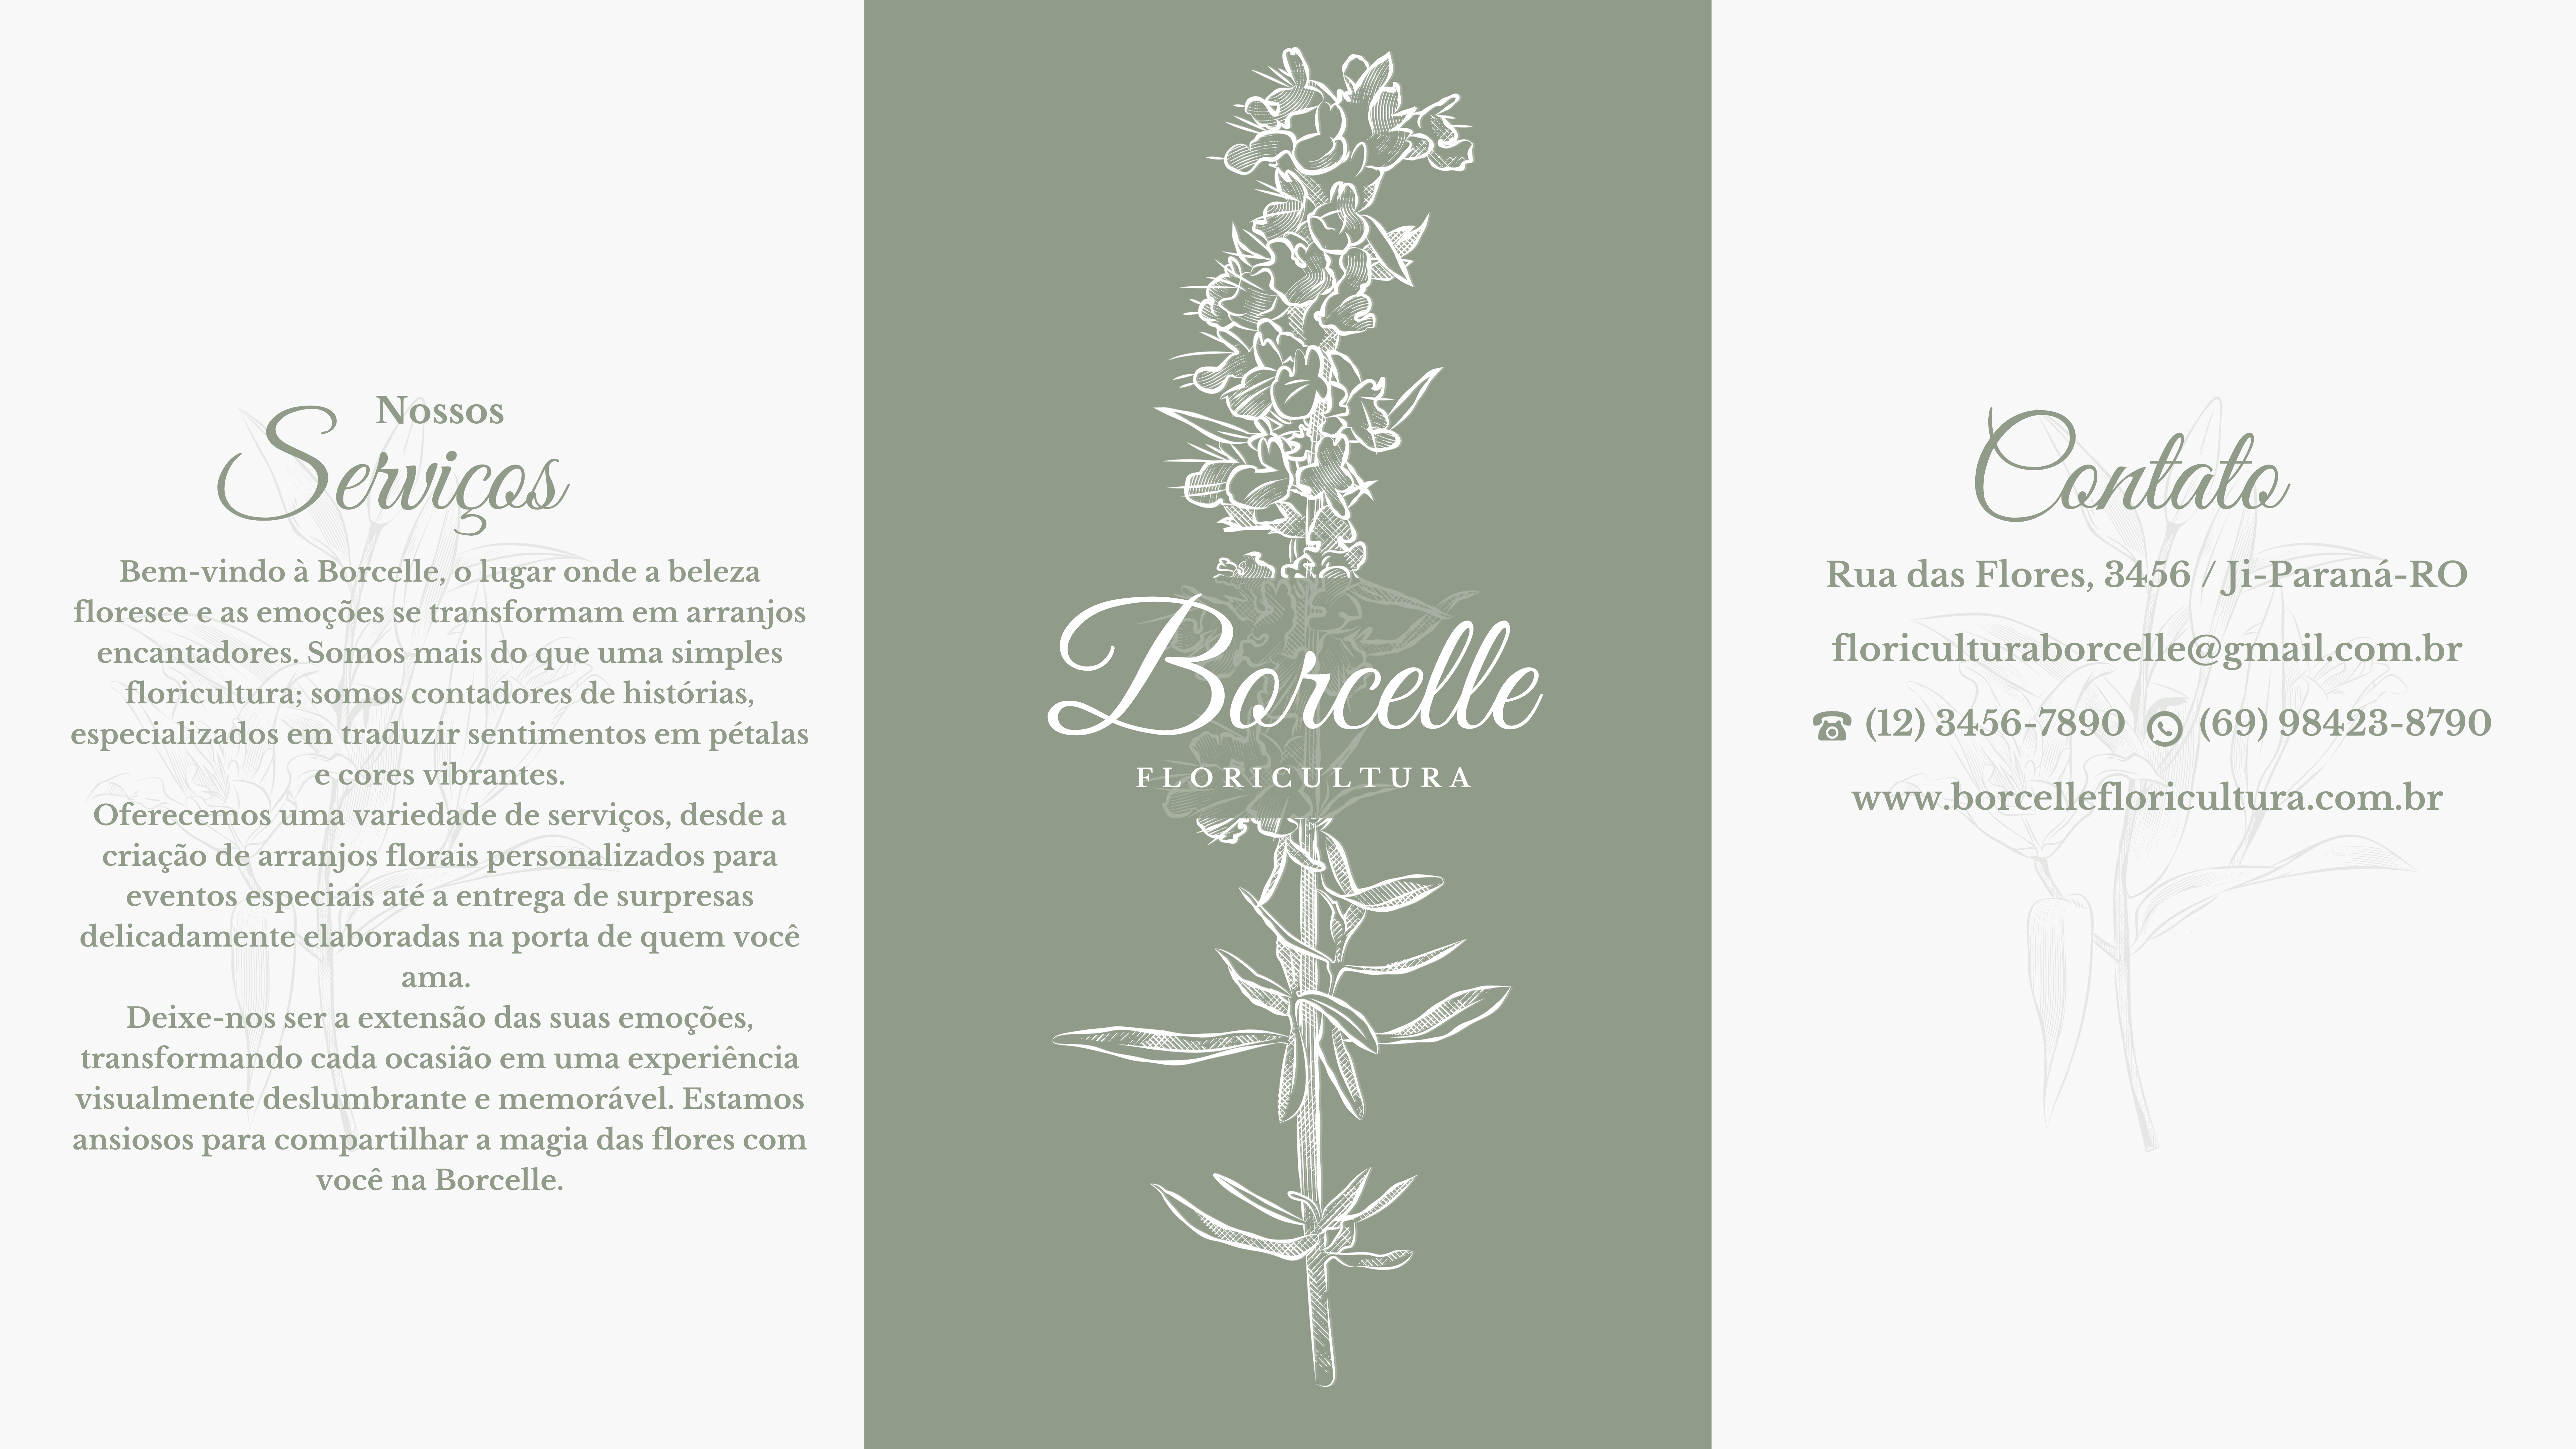 Nossos
Serviços
Bem-vindo à Borcelle, o lugar onde a beleza
floresce e as emoções se transformam em arranjos
encantadores. Somos mais do que uma simples
floricultura; somos contadores de histórias,
especializados em traduzir sentimentos em pétalas
e cores vibrantes.
Oferecemos uma variedade de serviços, desde a
criação de arranjos florais personalizados para
eventos especiais até a entrega de surpresas
delicadamente elaboradas na porta de quem você
ama.
Deixe-nos ser a extensão das suas emoções,
transformando cada ocasião em uma experiência
visualmente deslumbrante e memorável. Estamos
ansiosos para compartilhar a magia das flores com
você na Borcelle.
Borcelle
FLORICULTURA
Contato
Rua das Flores, 3456 / Ji-Paraná-RO
floriculturaborcelle@gmail.com.br
(12) 3456-7890 (69) 98423-8790
www.borcellefloricultura.com.br